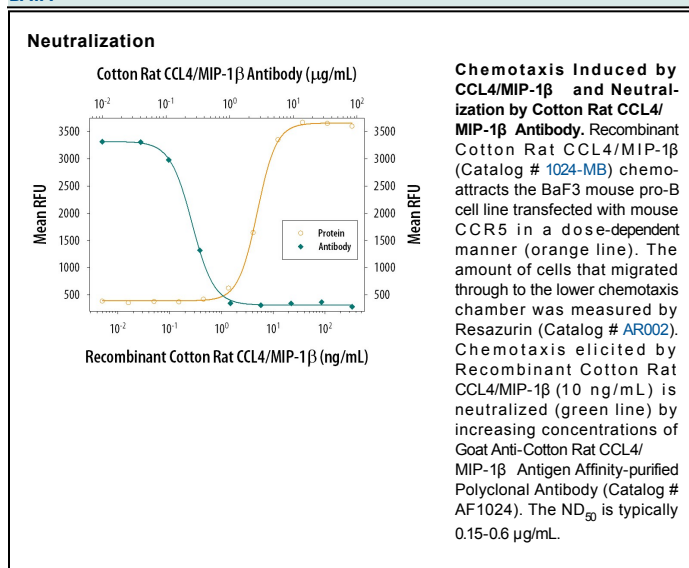 Neutralization
Cotton Rat CCL4/MIP-1β Antibody (μg/mL)
10-2 10-1 100 101 102
3500 3500
3000 3000
2500 2500
2000 2000
1500 1500
1000 1000
500 500
Mean RFU
Mean RFU
Protein
Antibody
10-2 10-1 100 101 102
Recombinant Cotton Rat CCL4/MIP-1β (ng/mL)
Chemotaxis Induced by
CCL4/MIP-1β and Neutral-
ization by Cotton Rat CCL4/
MIP-1β Antibody. Recombinant
Cotton Rat CCL4/MIP-1β
(Catalog # 1024-MB) chemo-
attracts the BaF3 mouse pro-B
cell line transfected with mouse
CCR5 in a dose-dependent
manner (orange line). The
amount of cells that migrated
through to the lower chemotaxis
chamber was measured by
Resazurin (Catalog # AR002).
Chemotaxis elicited by
Recombinant Cotton Rat
CCL4/MIP-1β (10 ng/mL) is
neutralized (green line) by
increasing concentrations of
Goat Anti-Cotton Rat CCL4/
MIP-1β Antigen Affinity-purified
Polyclonal Antibody (Catalog #
AF1024). The ND50 is typically
0.15-0.6 μg/mL.